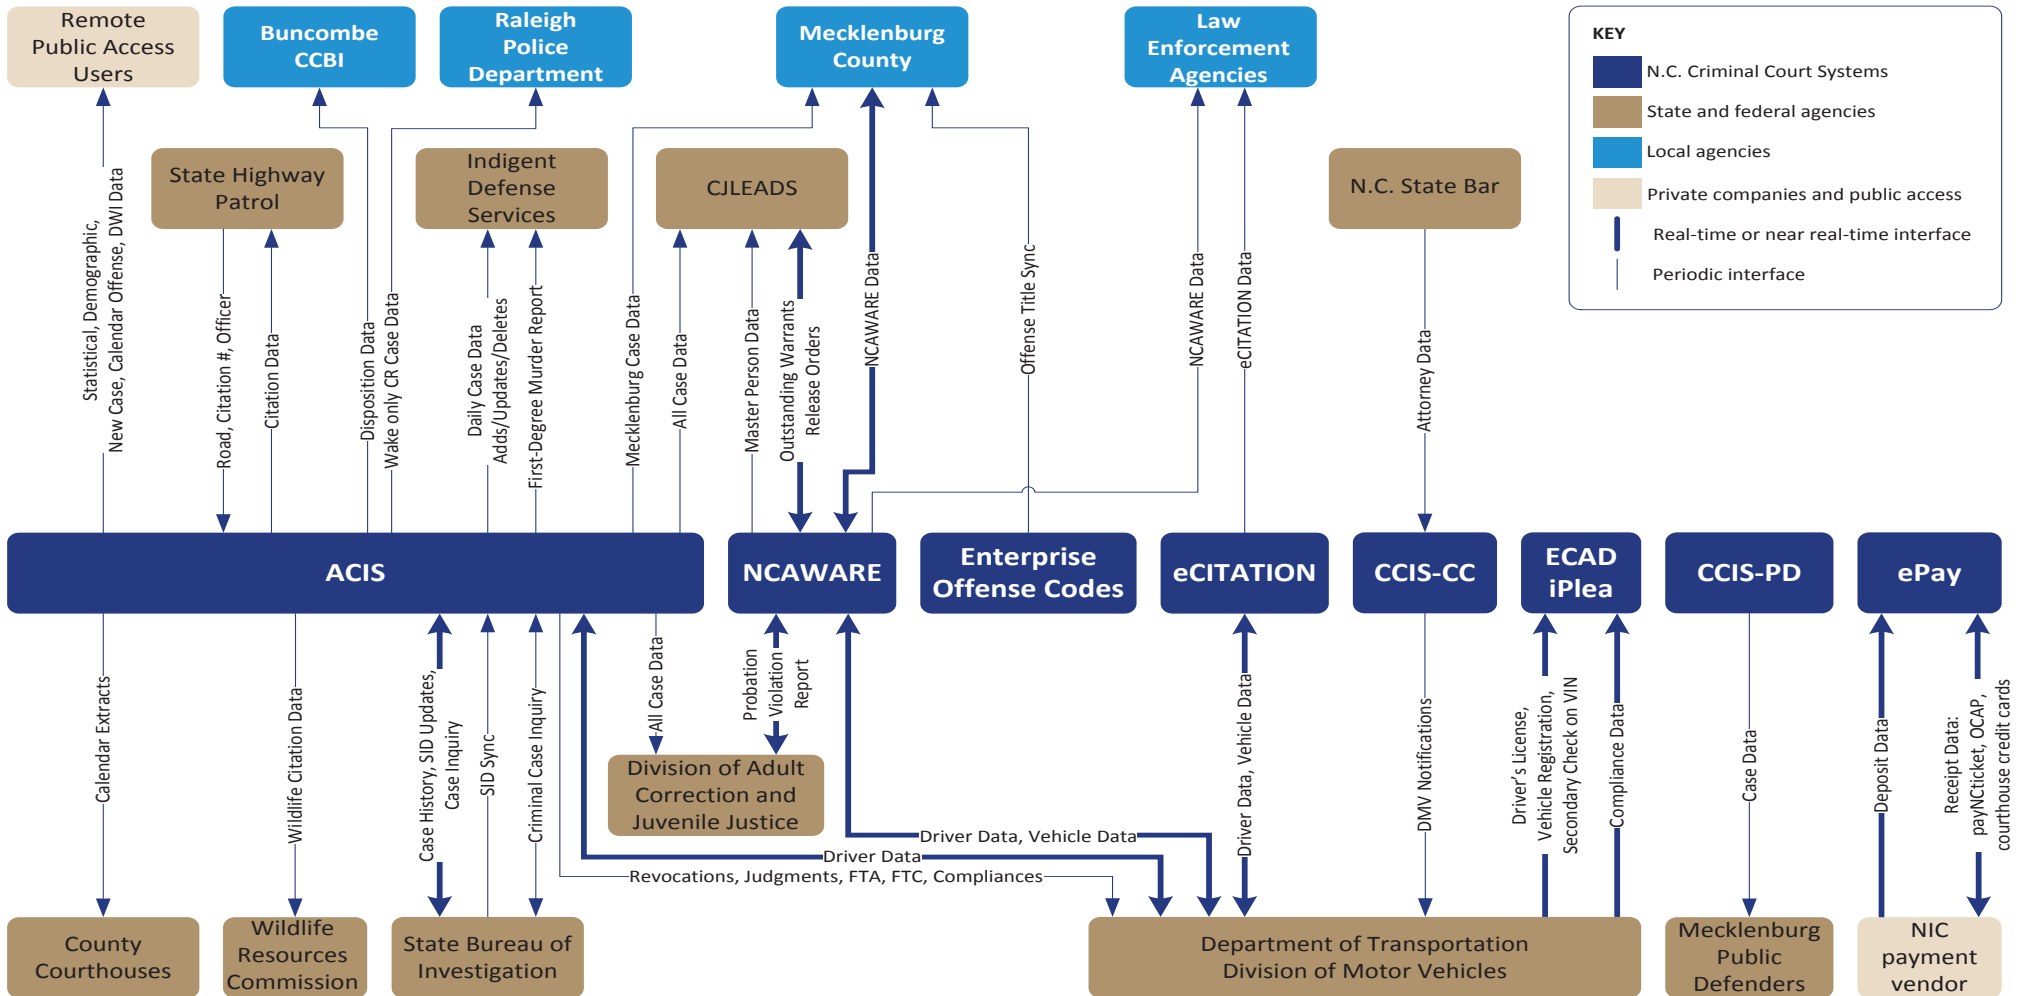 Remote
Public Access
Users
Buncombe
CCBI
Raleigh
Police
Department
Mecklenburg
County
Law
Enforcement
Agencies
KEY
N.C. Criminal Court Systems
State and federal agencies
Local agencies
Private companies and public access
Real-time or near real-time interface
Periodic interface
State Highway
Patrol
Indigent
Defense
Services
CJLEADS
N.C. State Bar
Statistical, Demographic,
New Case, Calendar Offense, DWI Data
Road, Citation #, Officer
Citation Data
Disposition Data
Wake only CR Case Data
Daily Case Data
Adds/Updates/Deletes
First-Degree Murder Report
Mecklenburg Case Data
All Case Data
Master Person Data
Outstanding Warrants
Release Orders
NCAWARE Data
Offense Title Sync
NCAWARE Data
eCITATION Data
Attorney Data
ACIS
NCAWARE
Enterprise
Offense Codes
eCITATION
CCIS-CC
ECAD
iPlea
CCIS-PD
ePay
Calendar Extracts
Wildlife Citation Data
Case History, SID Updates,
Case Inquiry
SID Sync
Criminal Case Inquiry
All Case Data
Probation
Violation
Report
Driver Data, Vehicle Data
DMV Notifications
Driver's License,
Vehicle Registration,
Secondary Check on VIN
Compliance Data
Case Data
Deposit Data
Receipt Data:
payNCticket, OCAP,
courthouse credit cards
Division of Adult
Correction and
Juvenile Justice
Driver Data, Vehicle Data
Driver Data
Revocations, Judgments, FTA, FTC, Compliances
County
Courthouses
Wildlife
Resources
Commission
State Bureau of
Investigation
Department of Transportation
Division of Motor Vehicles
Mecklenburg
Public
Defenders
NIC
payment
vendor